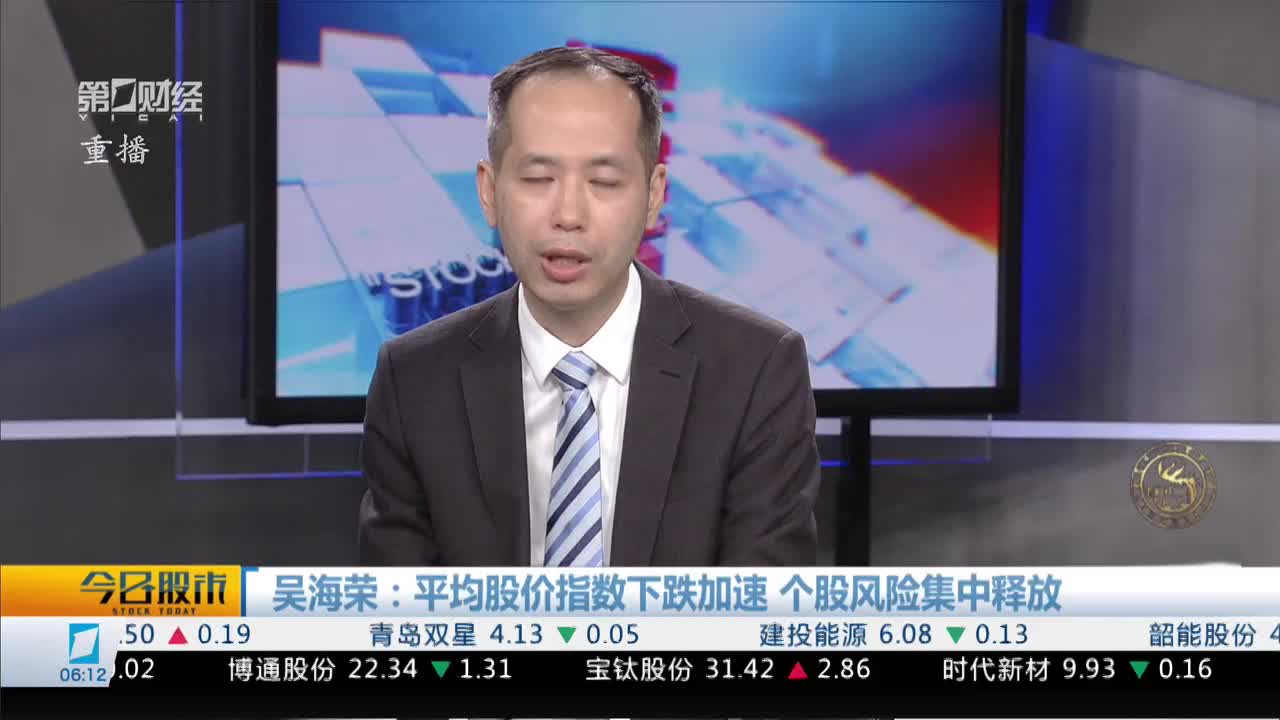 第一财经
YICAI
重播
"STOCK
今日股市
STOCK TODAY
吴海荣：平均股价指数下跌加速 个股风险集中释放
.50 ▲ 0.19 青岛双星 4.13 ▼ 0.05 建投能源 6.08 ▼ 0.13 韶能股份 4
06:12
0.02 博通股份 22.34 ▼ 1.31 宝钛股份 31.42 ▲ 2.86 时代新材 9.93 ▼ 0.16